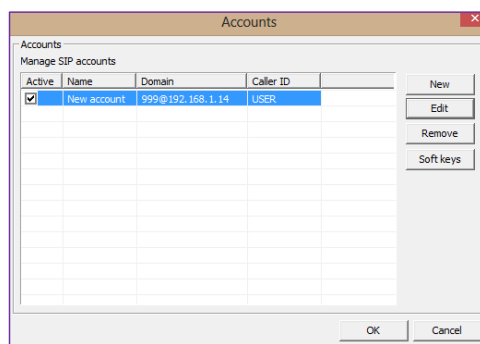 Accounts
Accounts
Manage SIP accounts
Active Name Domain Caller ID
New account 999@192.168.1.14 USER
New
Edit
Remove
Soft keys
OK Cancel